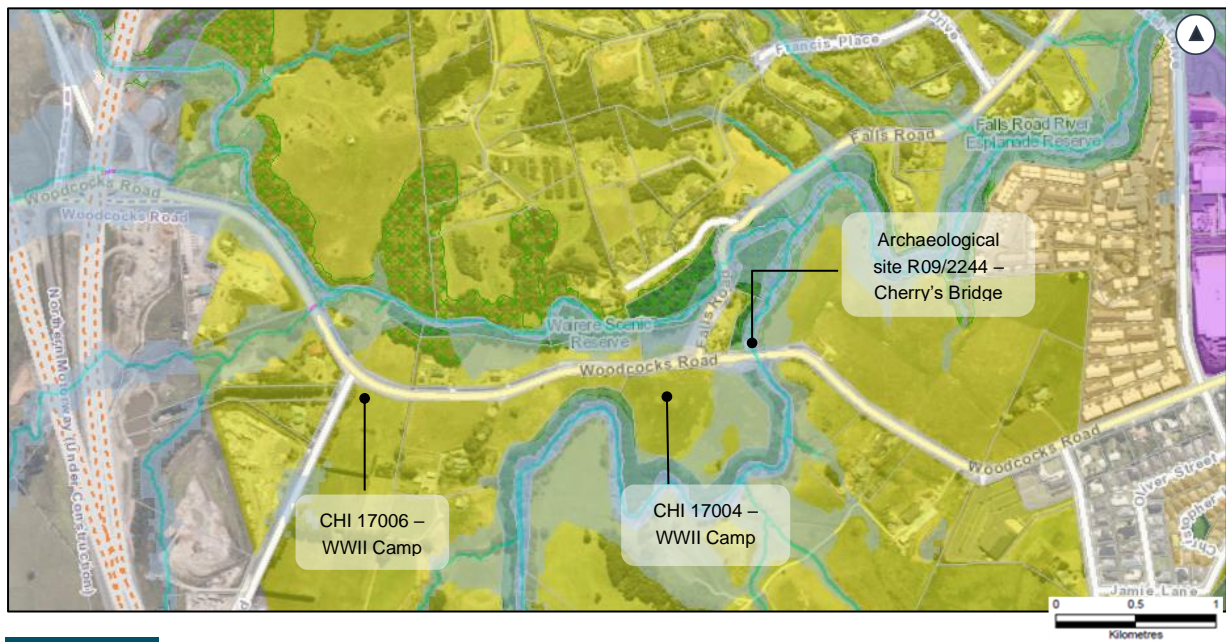 Francis Place
Drive
Falls Road
Falls Road River
Esplanade Reserve
Woodcocks Road
Woodcocks Road
Archaeological
site R09/2244 –
Cherry's Bridge
Falls Road
Wairere Scenic
Reserve
Woodcocks Road
Northern Motorway (Under Construction)
Woodcocks Road
Oliver Street
CHI 17006 –
WWII Camp
CHI 17004 –
WWII Camp
Jamie Lane
0 0.5 1
Kilometres